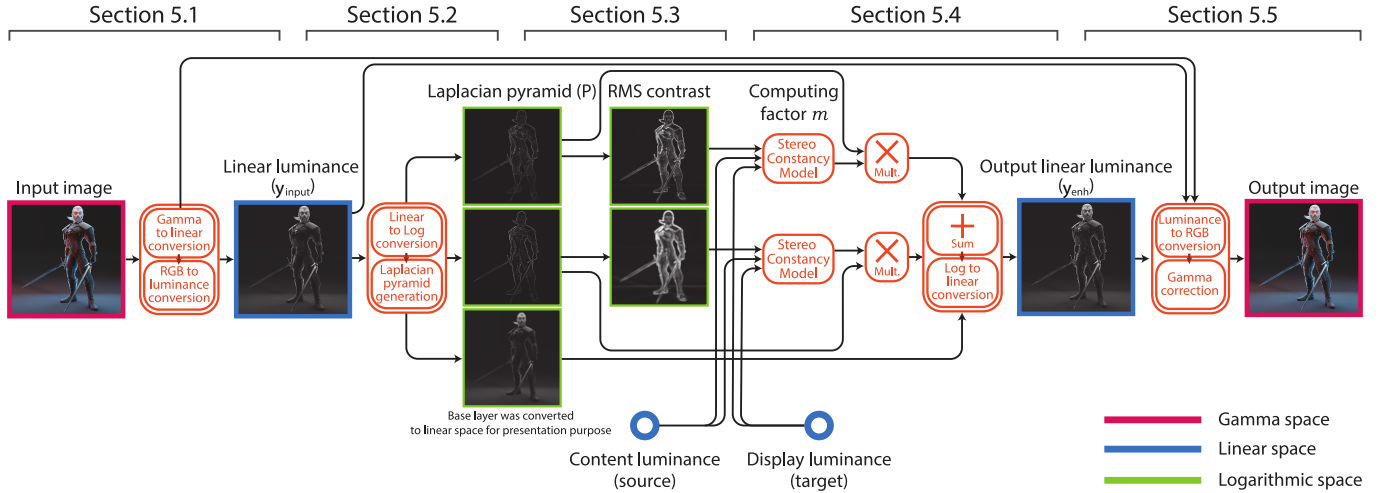 Section 5.1
Section 5.2
Section 5.3
Section 5.4
Section 5.5
Input image
Gamma
to linear
conversion
RGB to
luminance
conversion
Linear luminance
(y_input)
Linear
to Log
conversion
Laplacian
pyramid
generation
Laplacian pyramid (P)
Base layer was converted
to linear space for presentation purpose
RMS contrast
Computing
factor m
Stereo
Constancy
Model
Mult.
Stereo
Constancy
Model
Mult.
Content luminance
(source)
Display luminance
(target)
Sum
Log to
linear
conversion
Output linear luminance
(y_enh)
Luminance
to RGB
conversion
Gamma
correction
Output image
Gamma space
Linear space
Logarithmic space